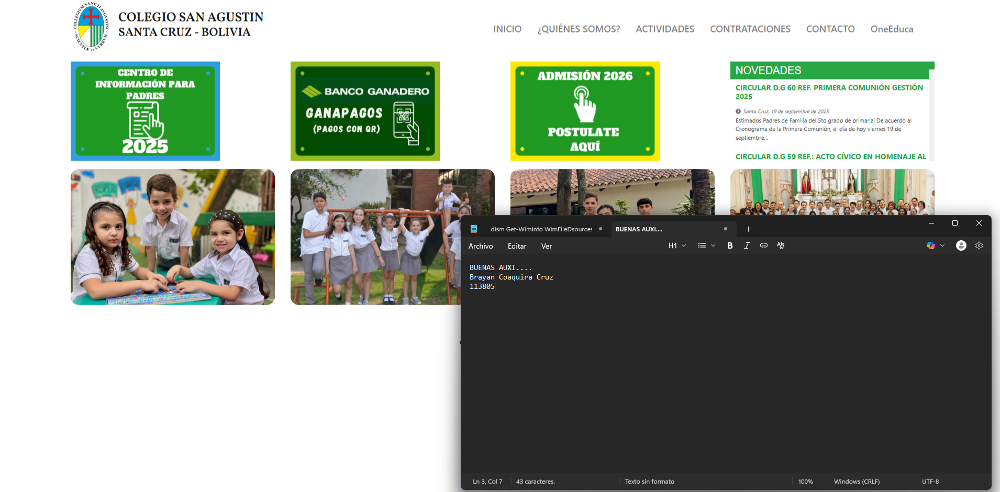 COLEGIO SAN AGUSTIN
SANTA CRUZ - BOLIVIA
INICIO
¿QUIÉNES SOMOS?
ACTIVIDADES
CONTRATACIONES
CONTACTO
OneEduca
CENTRO DE
INFORMACIÓN PARA
PADRES
2025
BANCO GANADERO
GANAPAGOS
(PAGOS CON QR)
ADMISIÓN 2026
POSTULATE
AQUÍ
NOVEDADES
CIRCULAR D.G 60 REF. PRIMERA COMUNIÓN GESTIÓN
2025
Santa Cruz, 19 de septiembre de 2025
Estimados Padres de Familia del 5to grado de primaria: De acuerdo al
Cronograma de la Primera Comunión, el día de hoy viernes 19 de
septiembre...
CIRCULAR D.G 59 REF.: ACTO CÍVICO EN HOMENAJE AL
RESPETO
dism Get-WimInfo WimFileDsources
BUENAS AUXI....
Archivo
Editar
Ver
H1
BUENAS AUXI....
Brayan Coaquira Cruz
113805
Ln 3, Col 7
43 caracteres.
Texto sin formato
100%
Windows (CRLF)
UTF-8